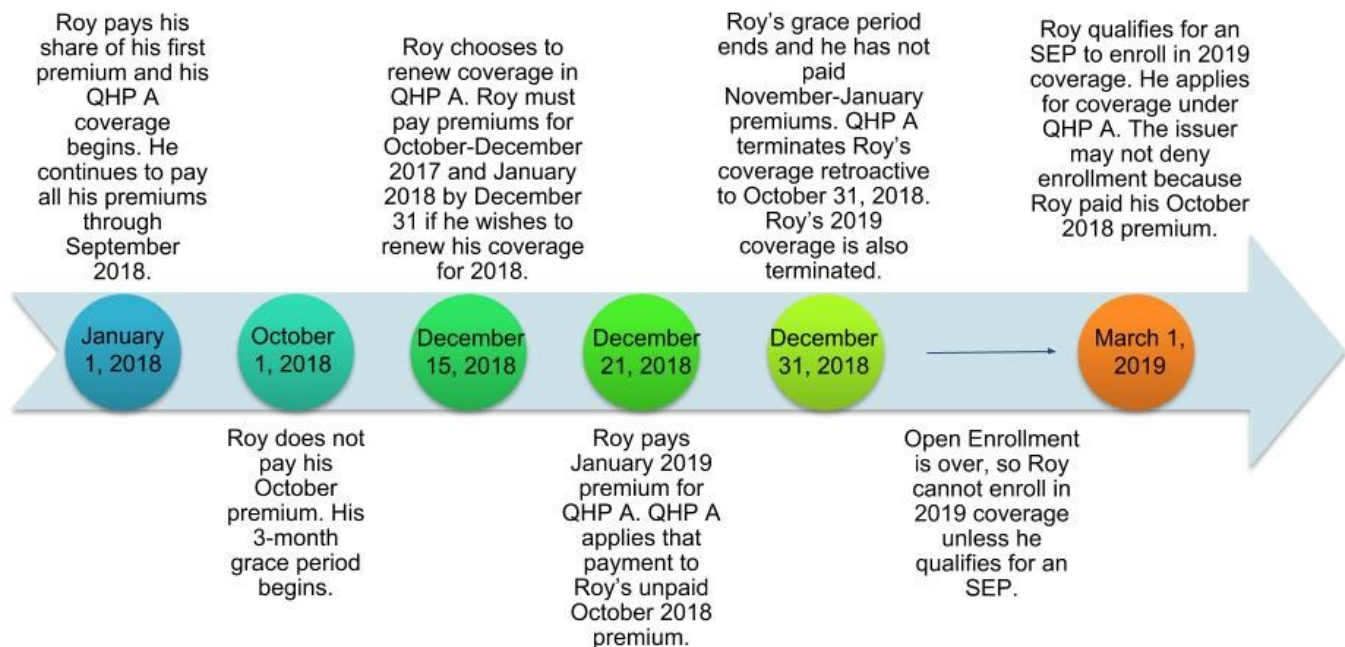 Roy pays his
share of his first
premium and his
QHP A
coverage
begins. He
continues to pay
all his premiums
through
September
2018.
January
1, 2018
Roy does not
pay his
October
premium. His
3-month
grace period
begins.
October
1, 2018
Roy chooses to
renew coverage in
QHP A. Roy must
pay premiums for
October-December
2017 and January
2018 by December
31 if he wishes to
renew his coverage
for 2018.
December
15, 2018
Roy pays
January 2019
premium for
QHP A. QHP A
applies that
payment to
Roy’s unpaid
October 2018
premium.
December
21, 2018
Roy’s grace period
ends and he has not
paid
November-January
premiums. QHP A
terminates Roy’s
coverage retroactive
to October 31, 2018.
Roy’s 2019
coverage is also
terminated.
December
31, 2018
Open Enrollment
is over, so Roy
cannot enroll in
2019 coverage
unless he
qualifies for an
SEP.
Roy qualifies for an
SEP to enroll in 2019
coverage. He applies
for coverage under
QHP A. The issuer
may not deny
enrollment because
Roy paid his October
2018 premium.
March 1,
2019